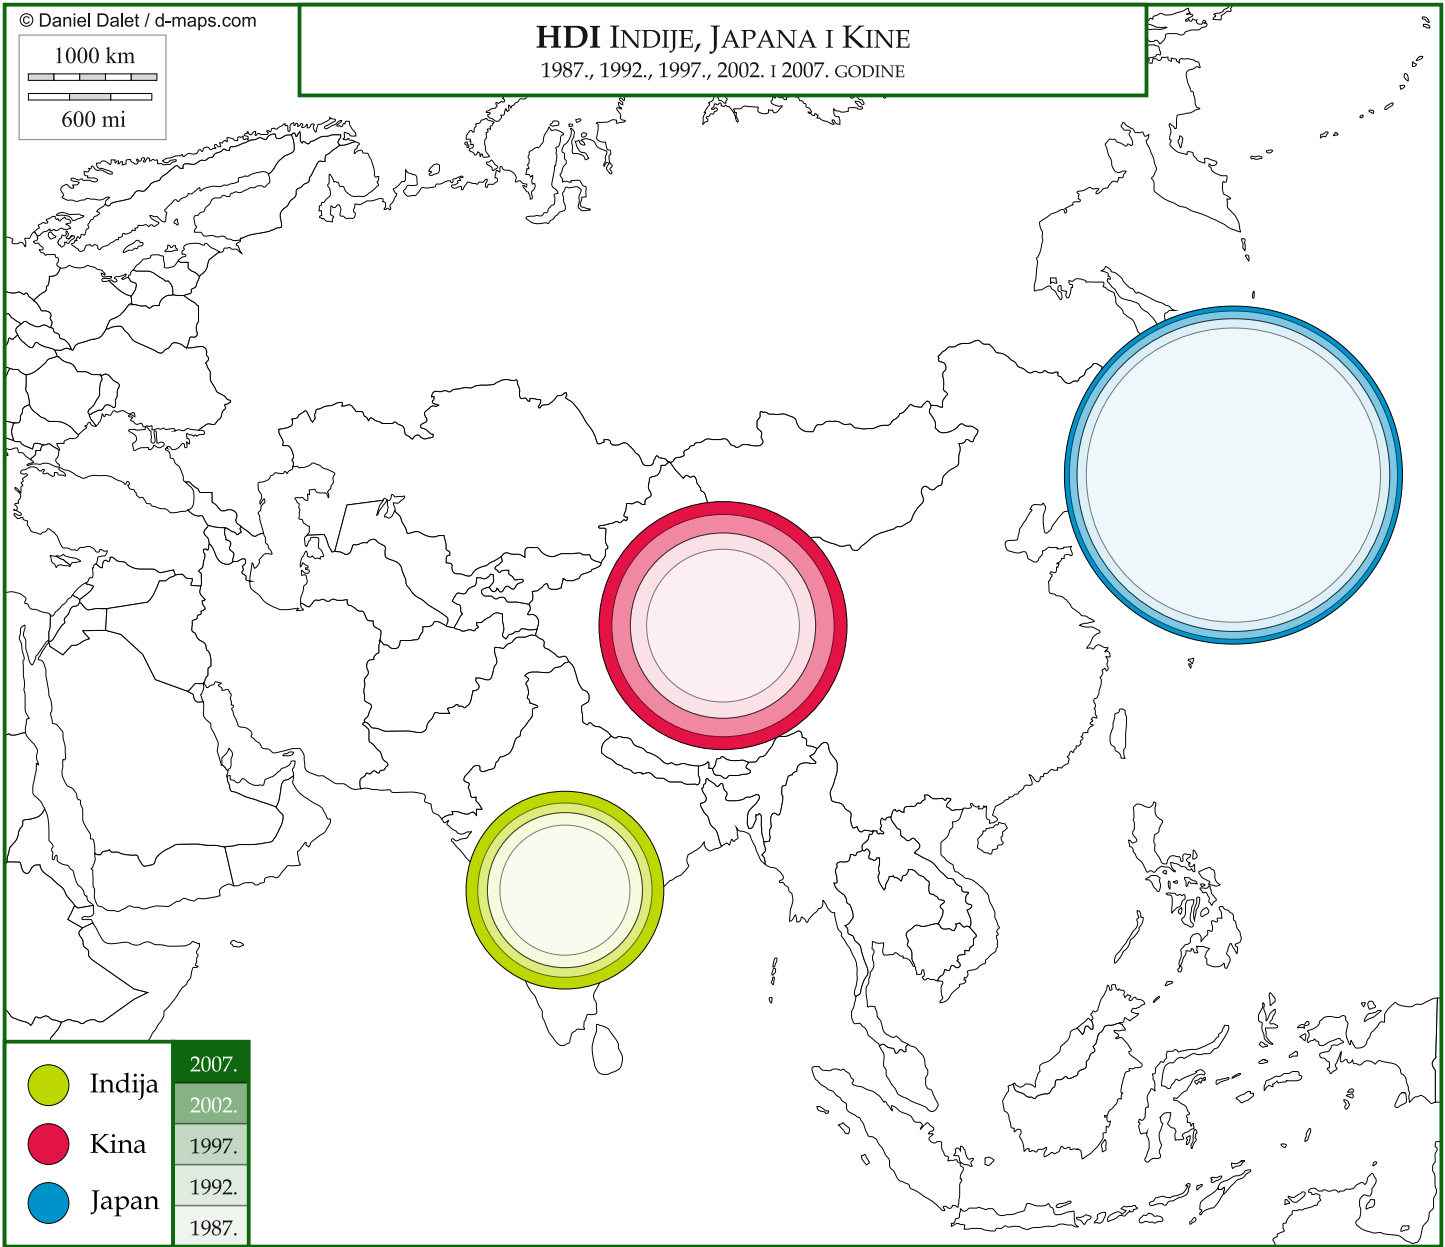 © Daniel Dalet / d-maps.com
1000 km
600 mi
HDI Indije, Japana i Kine
1987., 1992., 1997., 2002. i 2007. godine
Indija
Kina
Japan
2007.
2002.
1997.
1992.
1987.